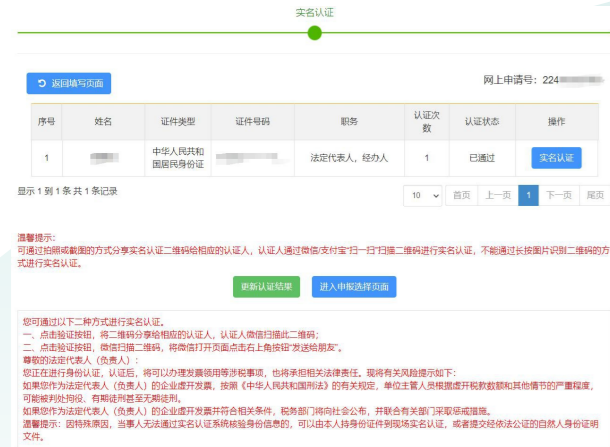 实名认证
返回填写页面
网上申请号：224
序号 姓名 证件类型 证件号码 职务 认证次数 认证状态 操作
1 中华人民共和国居民身份证 法定代表人，经办人 1 已通过 实名认证
显示 1 到 1 条 共 1 条记录
10 首页 上一页 1 下一页 尾页
温馨提示：
可通过拍照或截图的方式分享实名认证二维码给相应的认证人，认证人通过微信/支付宝“扫一扫”扫描二维码进行实名认证，不能通过长按图片识别二维码的方
式进行实名认证。
更新认证结果 进入申报选择页面
您可通过以下二种方式进行实名认证。
一、点击验证按钮，将二维码分享给相应的认证人，认证人微信扫描此二维码；
二、点击验证按钮，微信扫描二维码，将微信打开页面点击右上角按钮“发送给朋友”。
尊敬的法定代表人（负责人）：
您正在进行身份认证，认证后，将可以办理发票领用等涉税事项，也将承担相关法律责任。现将有关风险提示如下：
如果您作为法定代表人（负责人）的企业虚开发票，按照《中华人民共和国刑法》的有关规定，单位主管人员根据虚开税款数额和其他情节的严重程度，
可能被判处拘役、有期徒刑甚至无期徒刑。
如果您作为法定代表人（负责人）的企业虚开发票并符合相关条件，税务部门将向社会公布，并联合有关部门采取惩戒措施。
温馨提示：因特殊原因，当事人无法通过实名认证系统核验身份信息的，可以由本人持身份证件到现场实名认证，或者提交经依法公证的自然人身份证明
文件。